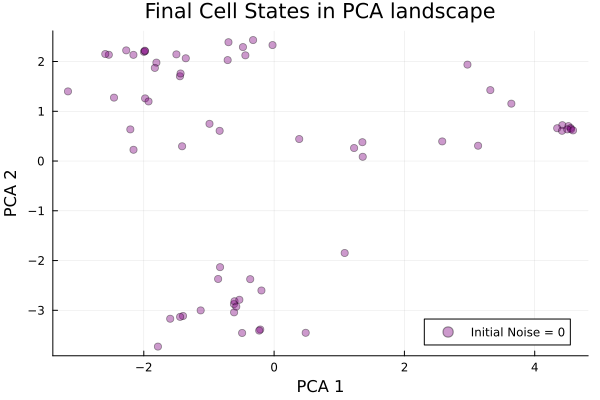 Final Cell States in PCA landscape
PCA 2
2
1
0
−1
−2
−3
Initial Noise = 0
−2
0
2
4
PCA 1